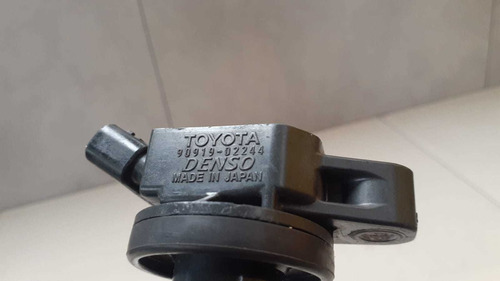 TOYOTA
90919-02244
DENSO
MADE IN JAPAN